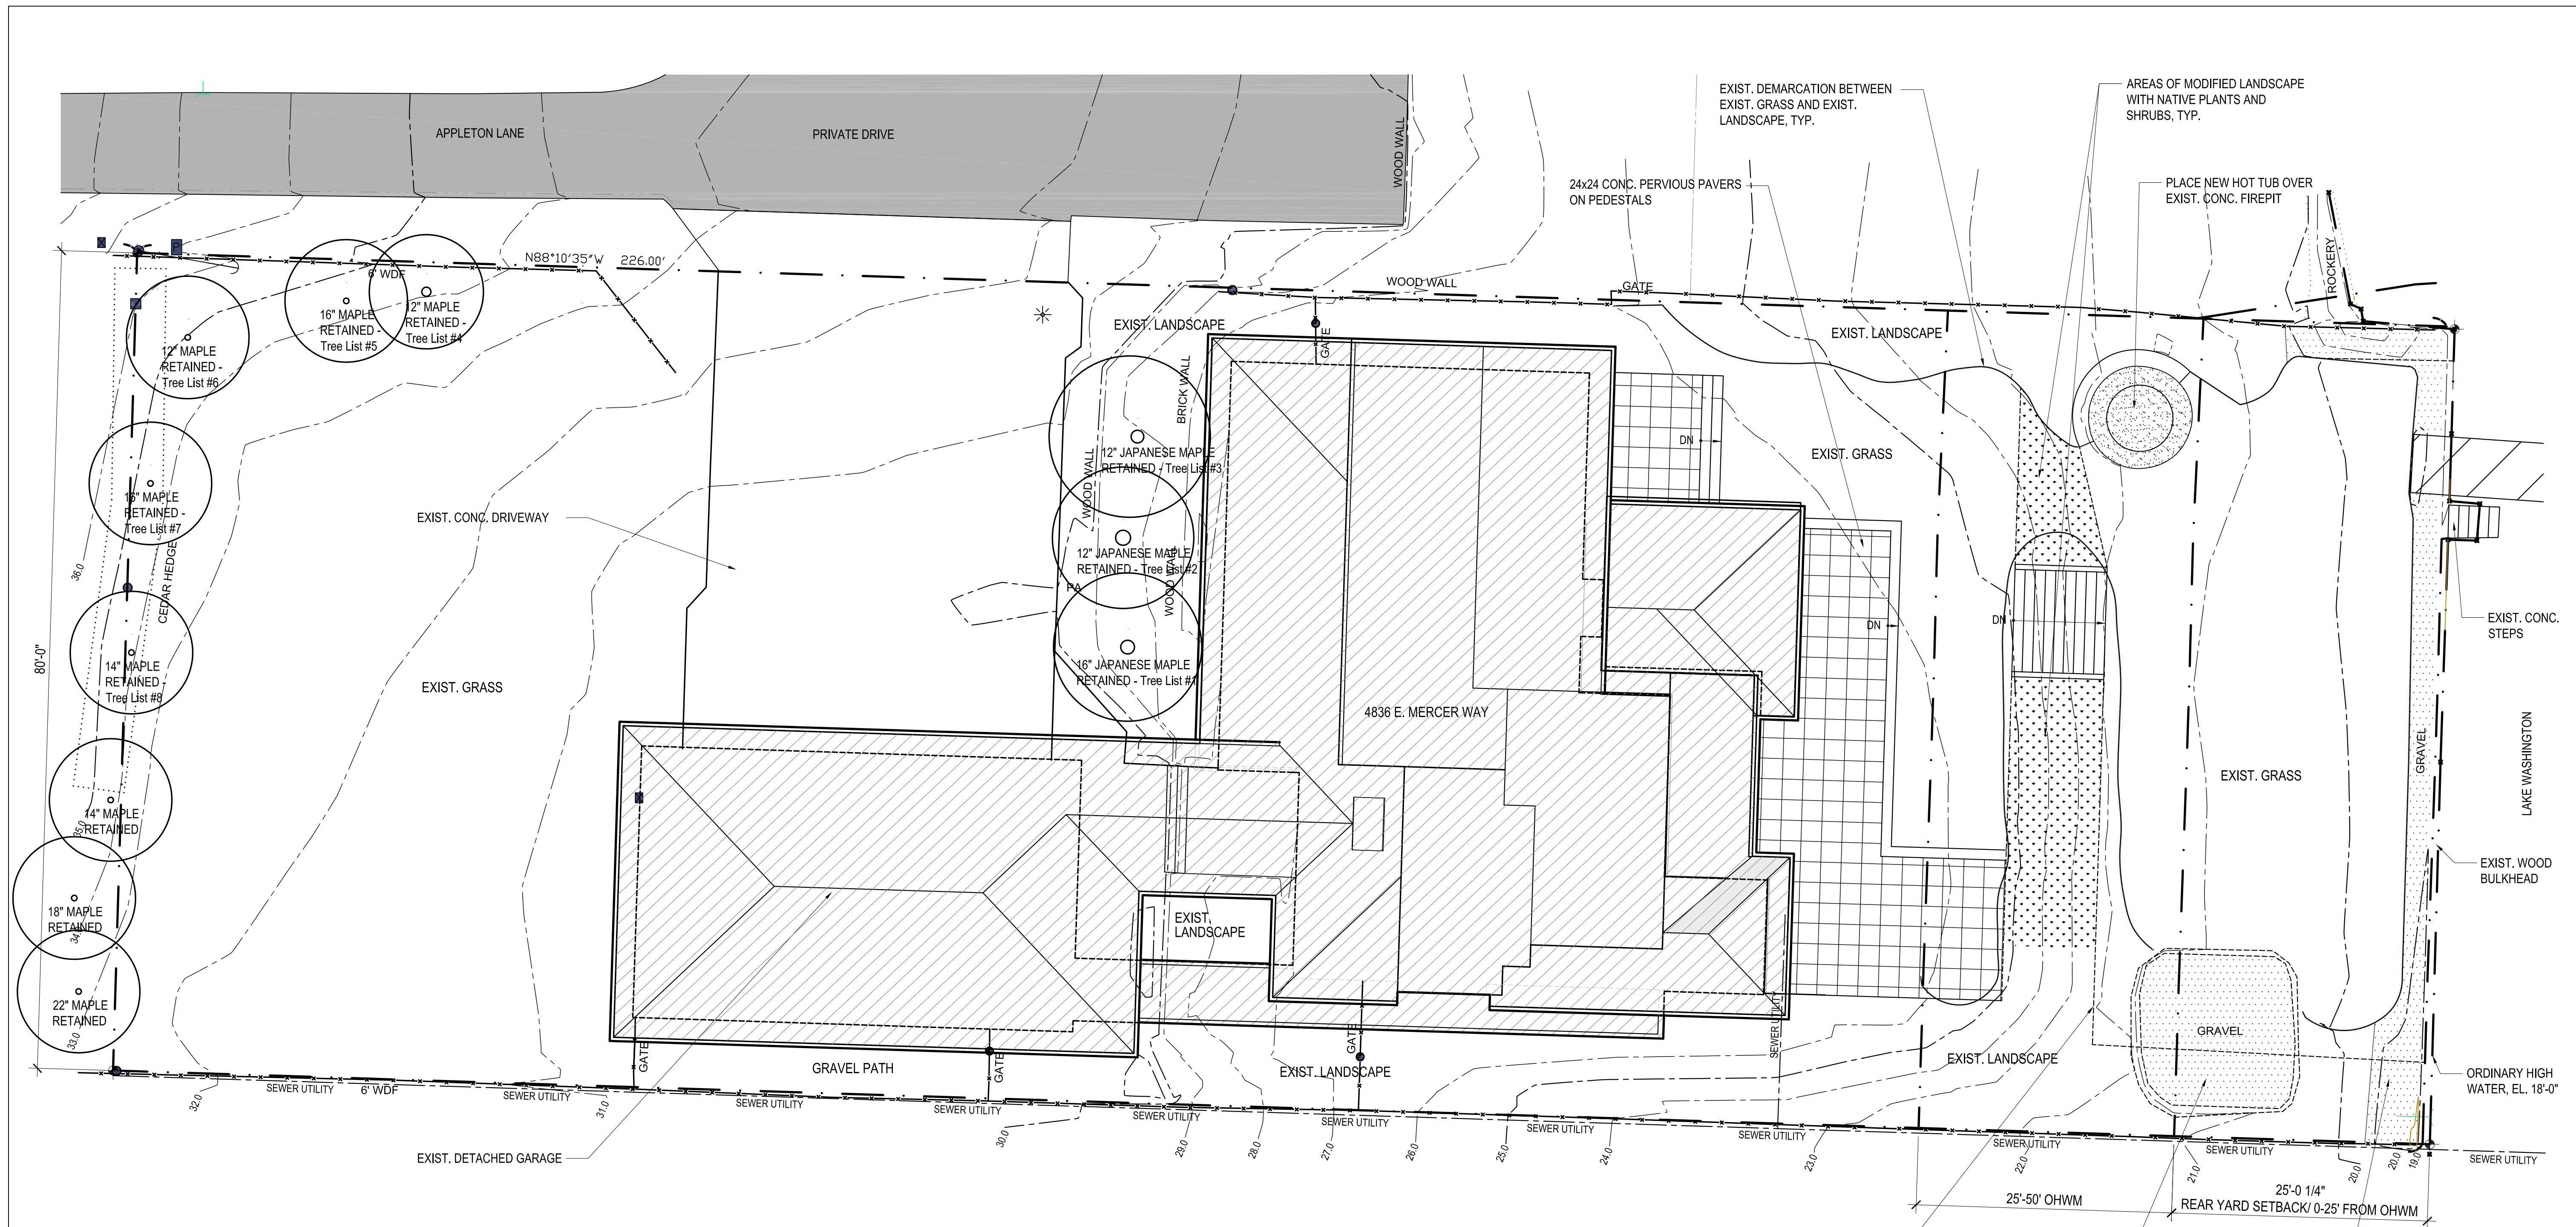 EXIST. DEMARCATION BETWEEN
EXIST. GRASS AND EXIST.
LANDSCAPE, TYP.
AREAS OF MODIFIED LANDSCAPE
WITH NATIVE PLANTS AND
SHRUBS, TYP.
APPLETON LANE
PRIVATE DRIVE
WOOD WALL
24x24 CONC. PERVIOUS PAVERS
ON PEDESTALS
PLACE NEW HOT TUB OVER
EXIST. CONC. FIREPIT
ROCKERY
P
N88°10'35"W 226.00'
6' WDF
WOOD WALL
GATE
12" MAPLE
RETAINED -
Tree List #6
16" MAPLE
RETAINED -
Tree List #5
12" MAPLE
RETAINED -
Tree List #4
EXIST. LANDSCAPE
GATE
EXIST. LANDSCAPE
BRICK WALL
12" JAPANESE MAPLE
RETAINED - Tree List #3
WOOD WALL
DN
EXIST. GRASS
16" MAPLE
RETAINED -
Tree List #7
EXIST. CONC. DRIVEWAY
12" JAPANESE MAPLE
RETAINED - Tree List #2
PA
WOOD WALL
36.0
CEDAR HEDGE
DN
DN
EXIST. CONC.
STEPS
80'-0"
14" MAPLE
RETAINED -
Tree List #8
16" JAPANESE MAPLE
RETAINED - Tree List #1
EXIST. GRASS
4836 E. MERCER WAY
GRAVEL
LAKE WASHINGTON
EXIST. GRASS
14" MAPLE
RETAINED
35.0
EXIST. WOOD
BULKHEAD
18" MAPLE
RETAINED
34.0
EXIST.
LANDSCAPE
22" MAPLE
RETAINED
33.0
GATE
GRAVEL PATH
GATE
GATE
EXIST. LANDSCAPE
SEWER UTILITY
EXIST. LANDSCAPE
GRAVEL
ORDINARY HIGH
WATER, EL. 18'-0"
SEWER UTILITY
6' WDF
SEWER UTILITY
SEWER UTILITY
SEWER UTILITY
SEWER UTILITY
SEWER UTILITY
SEWER UTILITY
SEWER UTILITY
SEWER UTILITY
SEWER UTILITY
SEWER UTILITY
32.0
31.0
30.0
29.0
28.0
27.0
26.0
25.0
24.0
23.0
22.0
21.0
20.0
20.0
19.0
EXIST. DETACHED GARAGE
25'-50' OHWM
25'-0 1/4"
REAR YARD SETBACK/ 0-25' FROM OHWM